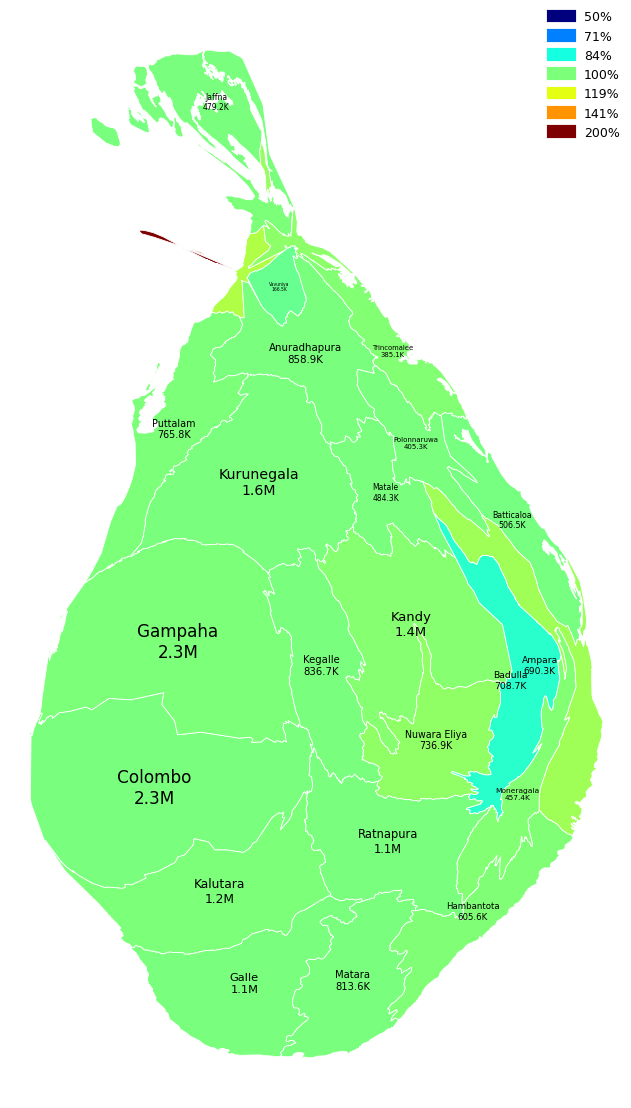 50%
71%
84%
100%
119%
141%
200%
Jaffna
479.2K
Vavuniya
166.5K
Anuradhapura
858.9K
Trincomalee
385.1K
Puttalam
765.8K
Polonnaruwa
405.3K
Kurunegala
1.6M
Matale
484.3K
Batticaloa
506.5K
Gampaha
2.3M
Kandy
1.4M
Kegalle
836.7K
Ampara
690.3K
Badulla
708.7K
Nuwara Eliya
736.9K
Colombo
2.3M
Moneragala
457.4K
Ratnapura
1.1M
Kalutara
1.2M
Hambantota
605.6K
Galle
1.1M
Matara
813.6K